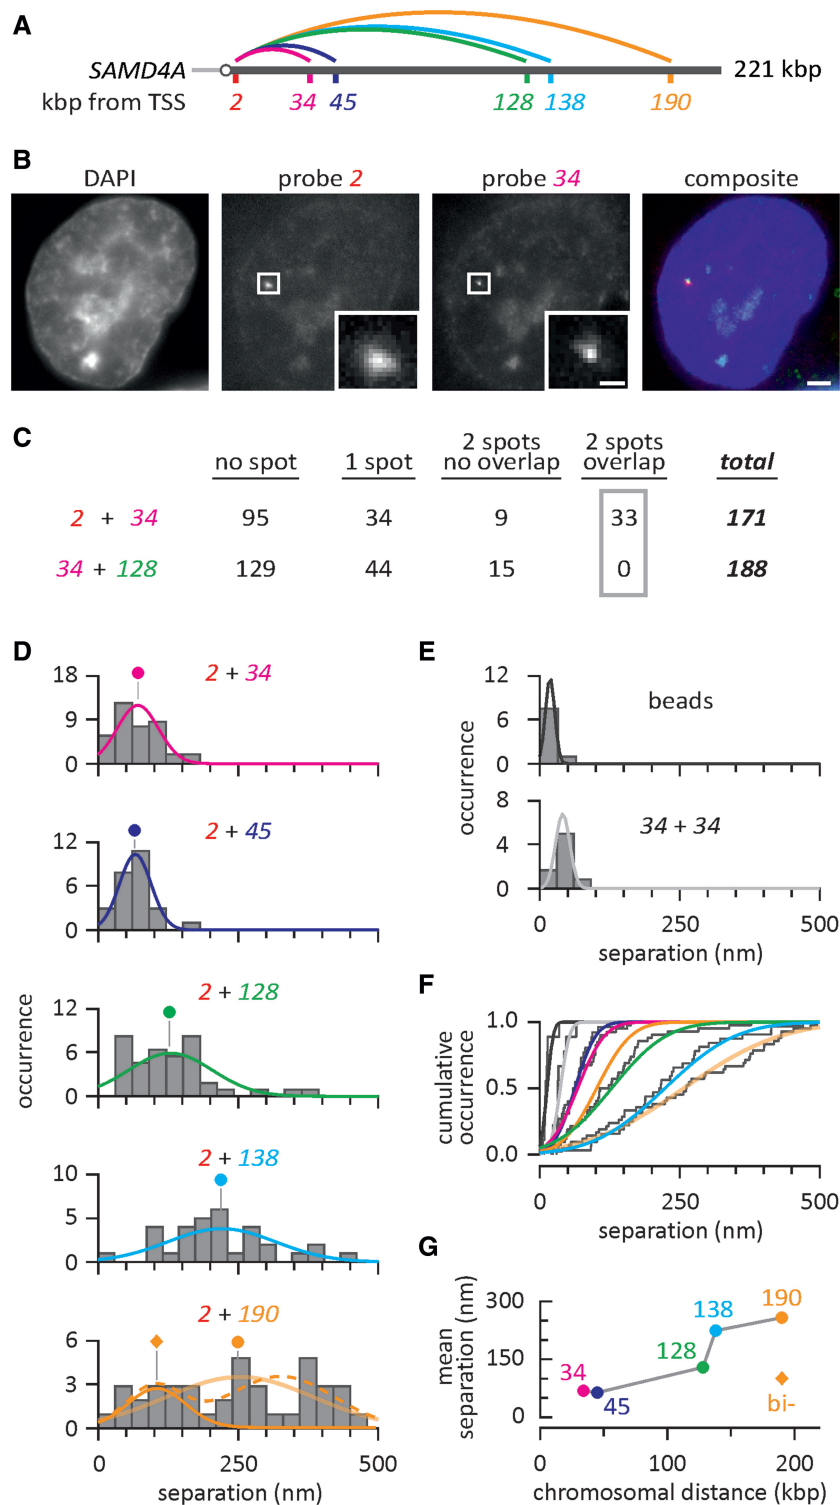 A
SAMD4A
221 kbp
kbp from TSS
2 34 45 128 138 190
B
DAPI probe 2 probe 34 composite
C
no spot 1 spot 2 spots no overlap 2 spots overlap total
2 + 34 95 34 9 33 171
34 + 128 129 44 15 0 188
D
2 + 34
18
9
0
2 + 45
12
6
0
2 + 128
12
6
0
occurrence
2 + 138
10
5
0
2 + 190
6
3
0
0 250 500
separation (nm)
E
beads
12
6
0
occurrence
34 + 34
8
4
0
0 250 500
separation (nm)
F
cumulative
occurrence
1.0
0.5
0.0
0 250 500
separation (nm)
G
mean
separation (nm)
300
150
0
34
45
128
138
190
bi-
0 100 200
chromosomal distance (kbp)